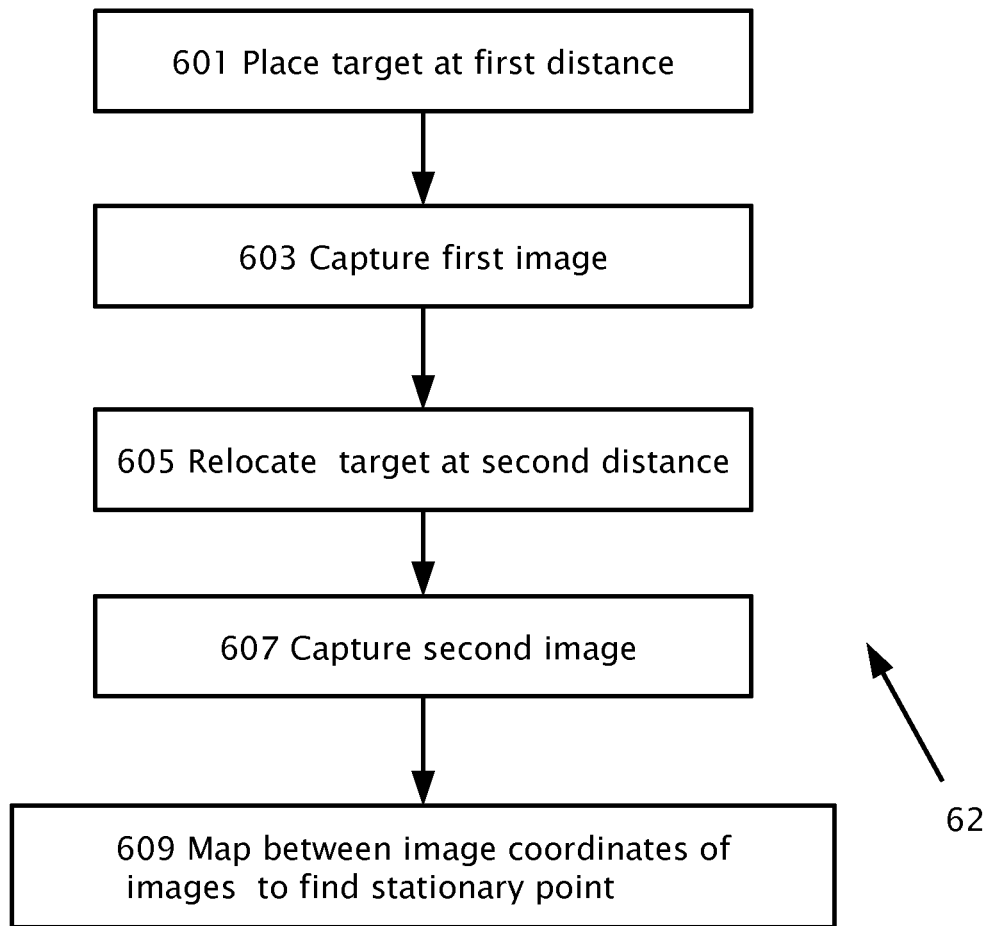 601 Place target at first distance
603 Capture first image
605 Relocate  target at second distance
607 Capture second image
62
609 Map between image coordinates of
images  to find stationary point